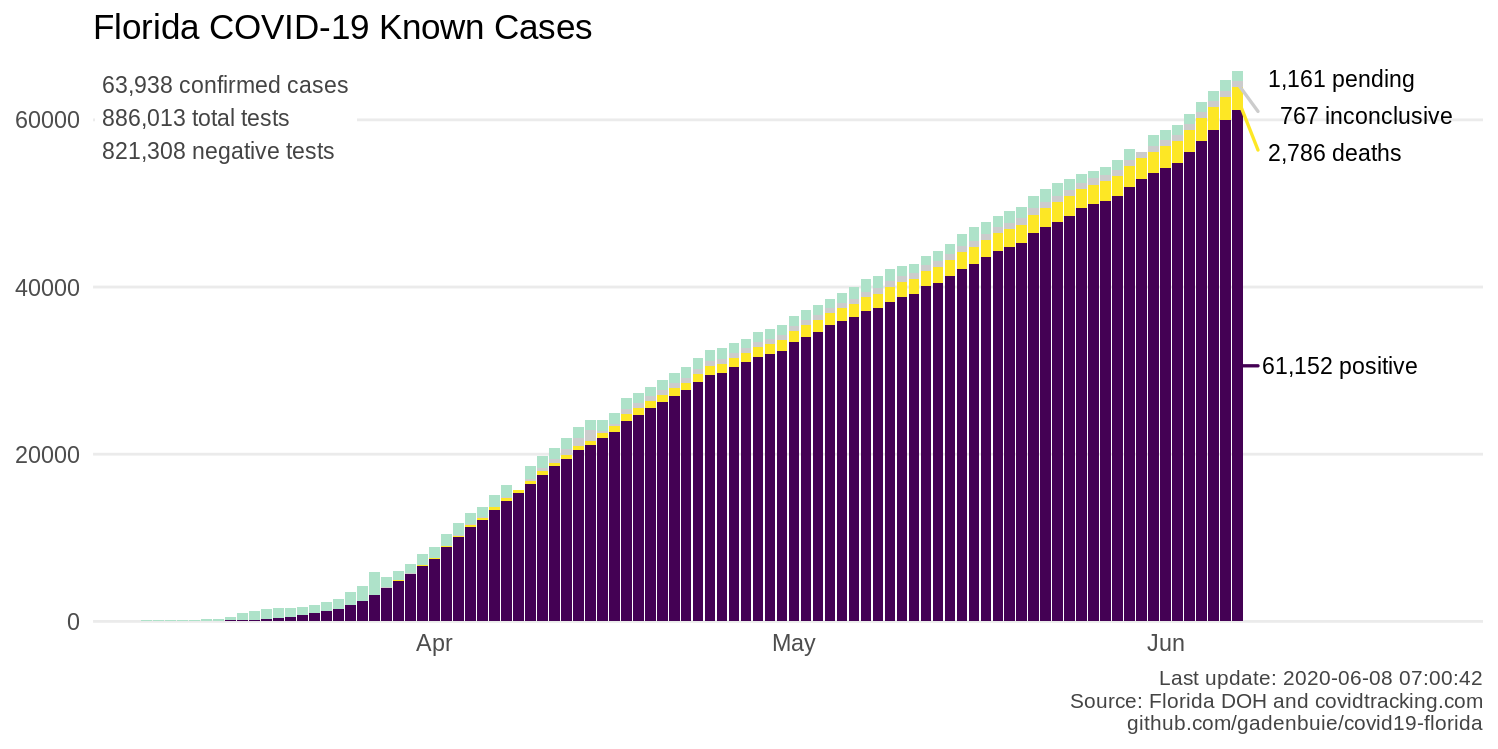 Florida COVID-19 Known Cases
63,938 confirmed cases
886,013 total tests
821,308 negative tests
1,161 pending
767 inconclusive
2,786 deaths
61,152 positive
60000
40000
20000
0
Apr
May
Jun
Last update: 2020-06-08 07:00:42
Source: Florida DOH and covidtracking.com
github.com/gadenbuie/covid19-florida